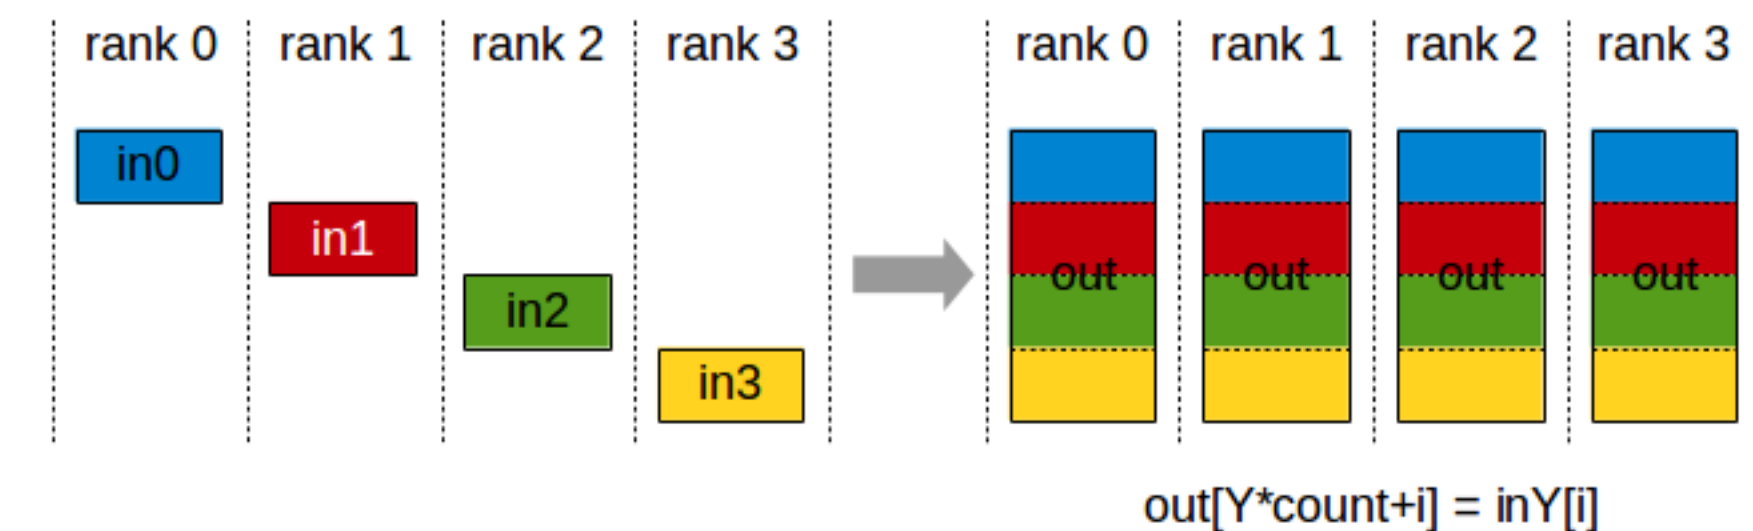 rank 0 rank 1 rank 2 rank 3 rank 0 rank 1 rank 2 rank 3
in0
in1
out out out out
in2
in3
out[Y*count+i] = inY[i]